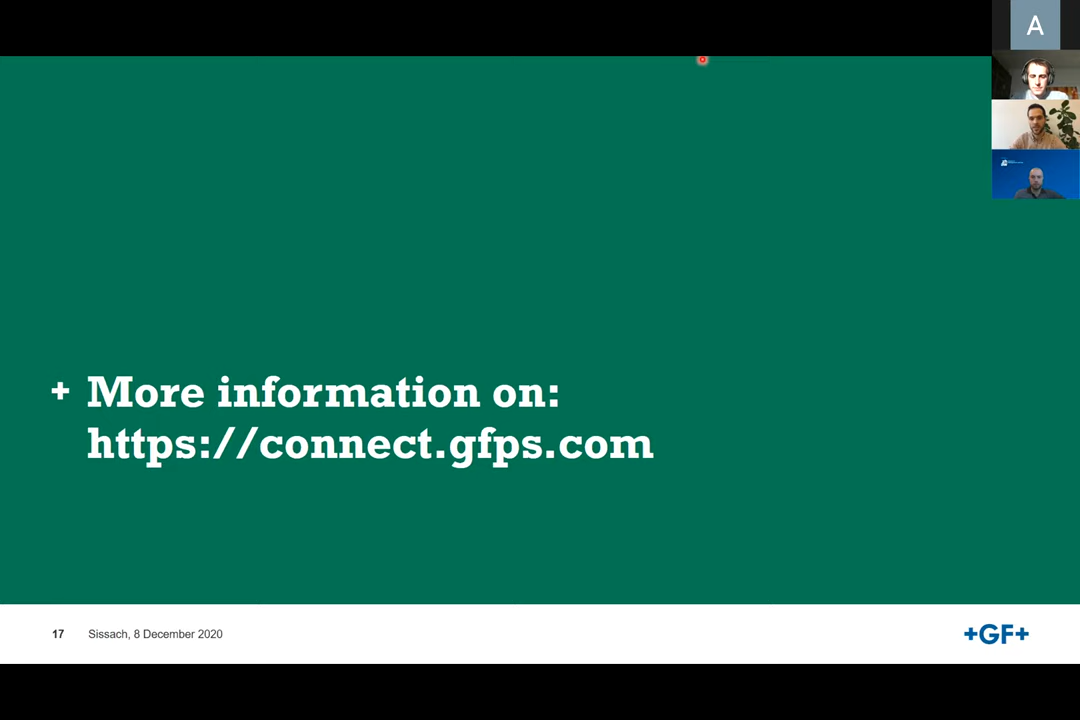 A
+ More information on:
https://connect.gfps.com
17 Sissach, 8 December 2020
+GF+